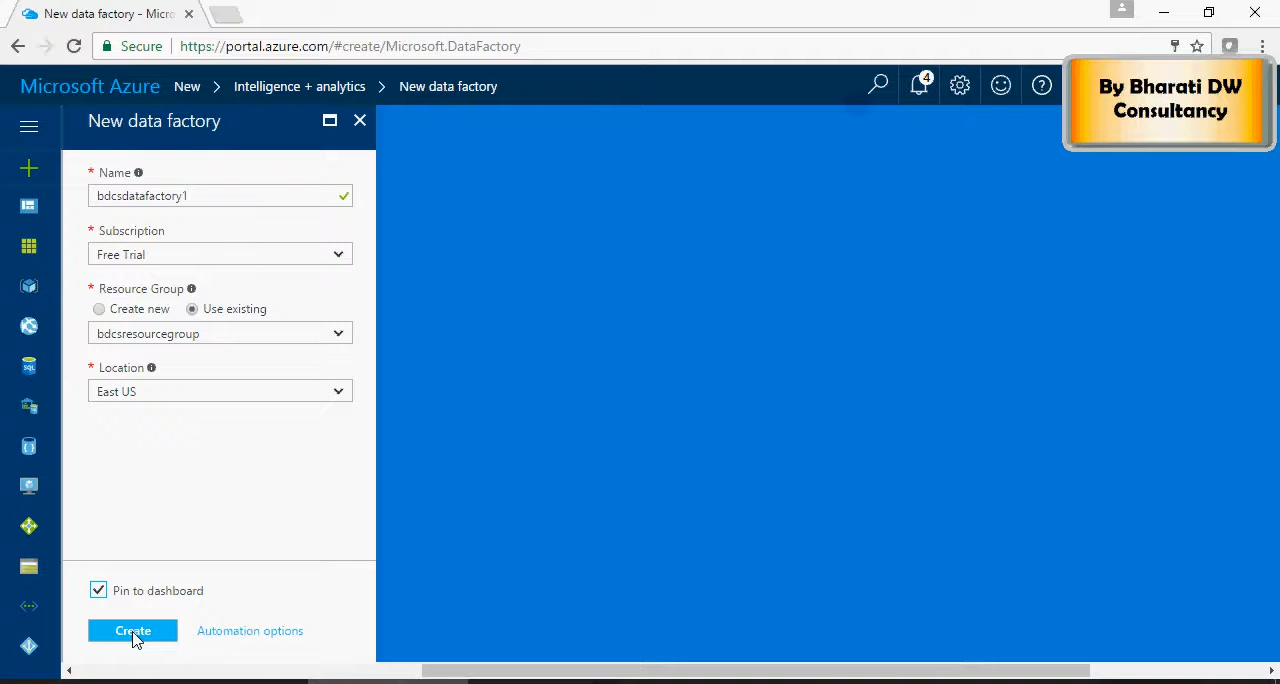 New data factory - Micro
Secure
https://portal.azure.com/#create/Microsoft.DataFactory
Microsoft Azure New > Intelligence + analytics > New data factory
4
By Bharati DW
Consultancy
New data factory
* Name
bdcsdatafactory1
* Subscription
Free Trial
* Resource Group
Create new Use existing
bdcsresourcegroup
* Location
East US
SQL
Pin to dashboard
Create Automation options